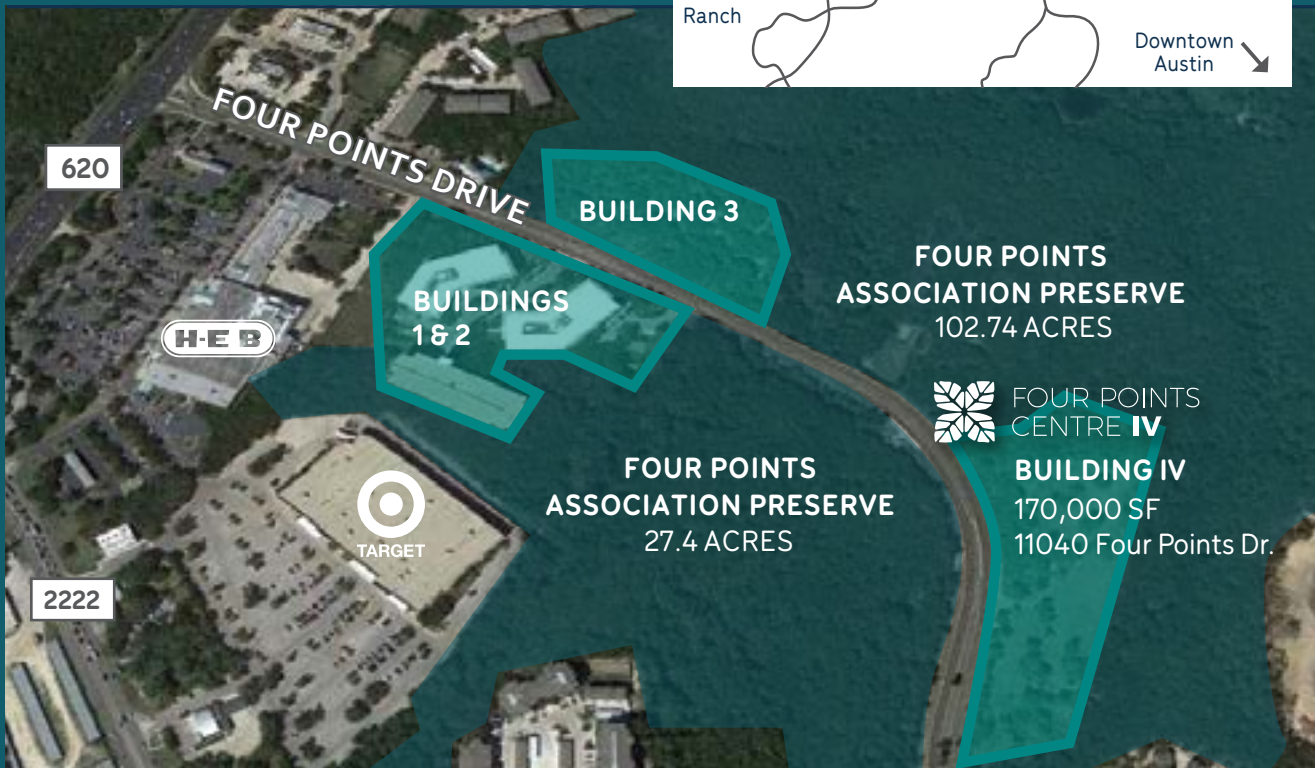 Ranch
Downtown
Austin
FOUR POINTS DRIVE
620
BUILDING 3
BUILDINGS
1 & 2
FOUR POINTS
ASSOCIATION PRESERVE
102.74 ACRES
H-E-B
FOUR POINTS
CENTRE IV
BUILDING IV
170,000 SF
11040 Four Points Dr.
FOUR POINTS
ASSOCIATION PRESERVE
27.4 ACRES
TARGET
2222